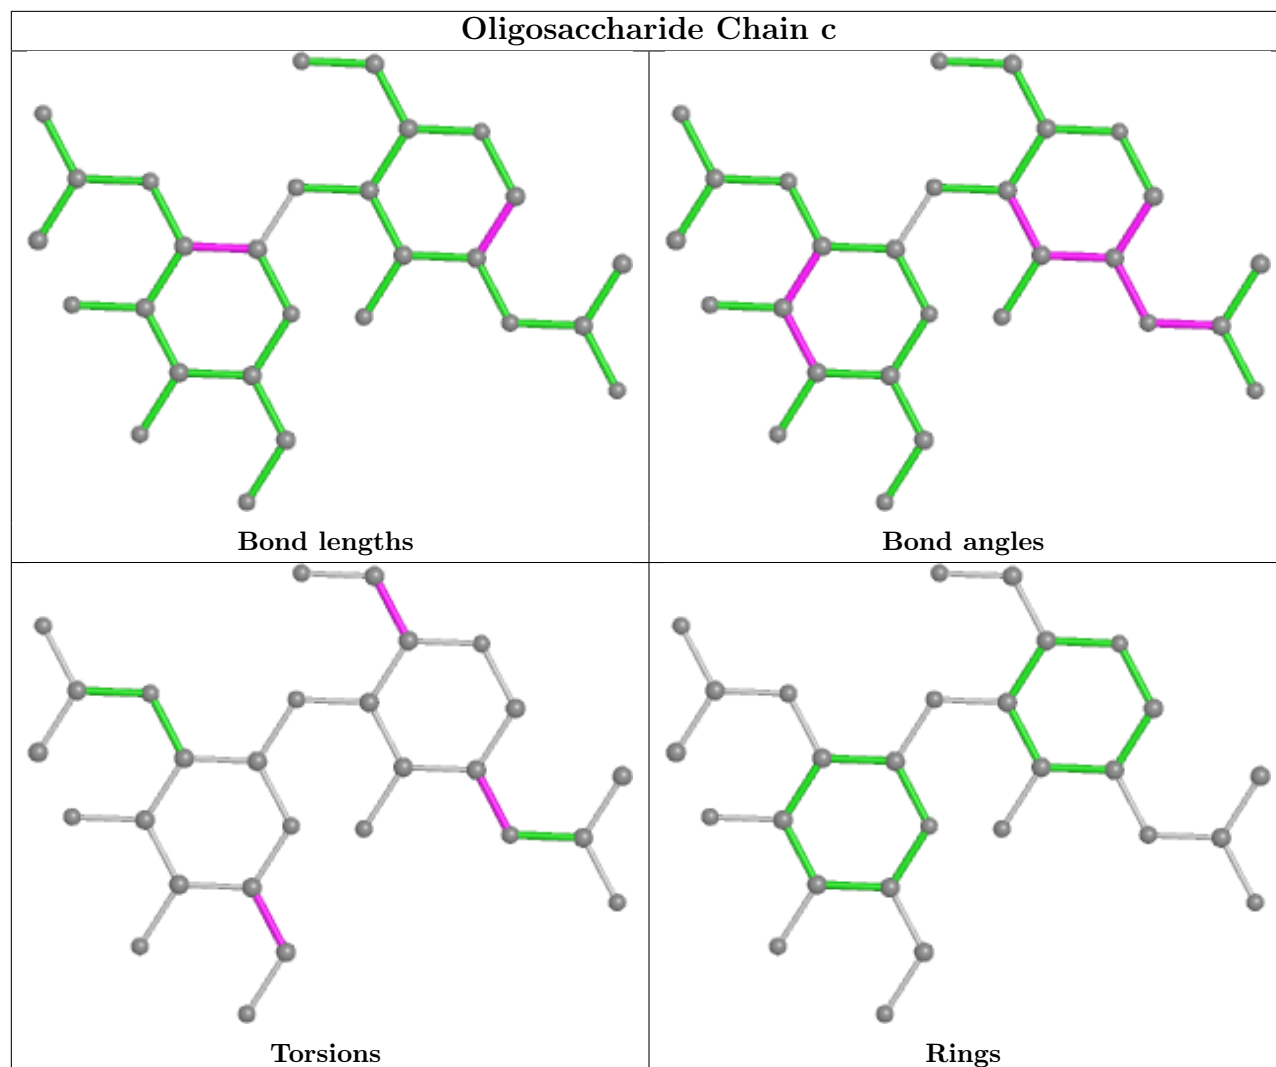 Oligosaccharide Chain c
Bond lengths
Bond angles
Torsions
Rings